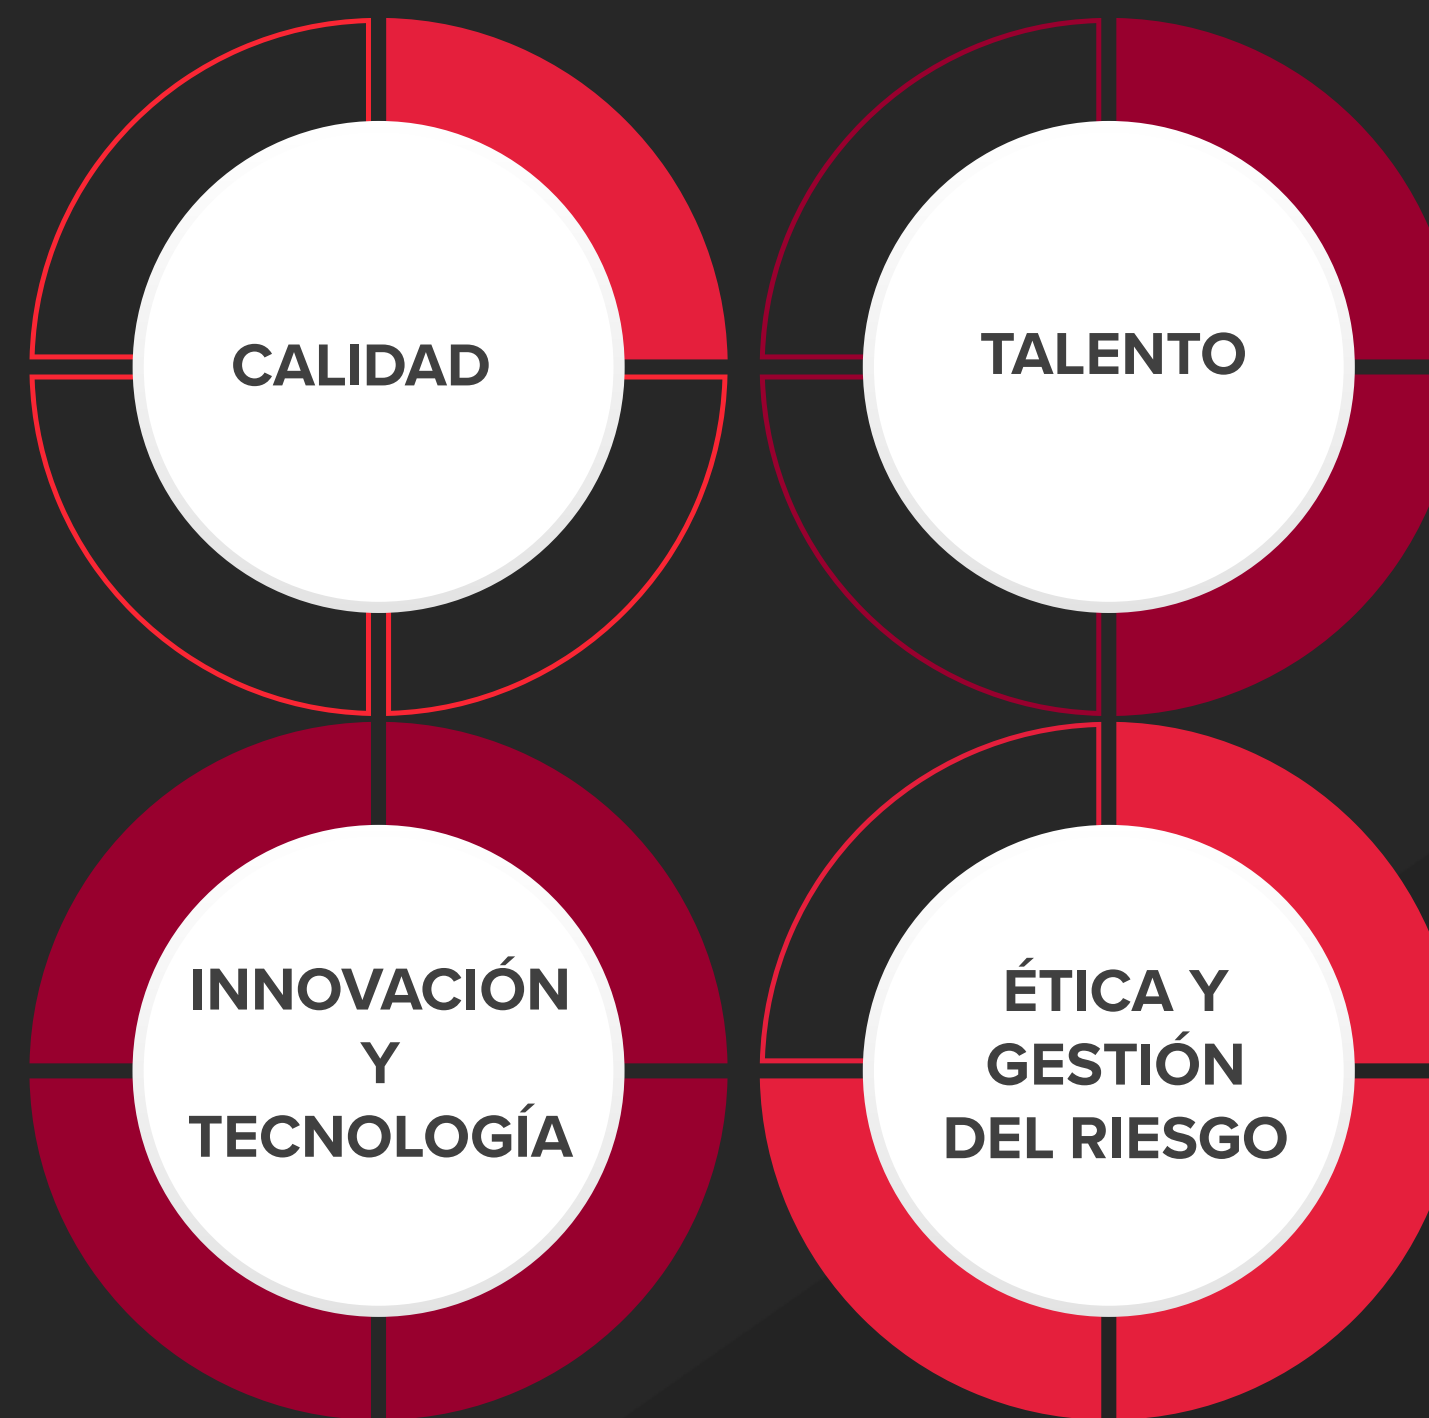 CALIDAD
TALENTO
INNOVACIÓN
Y
TECNOLOGÍA
ÉTICA Y
GESTIÓN
DEL RIESGO